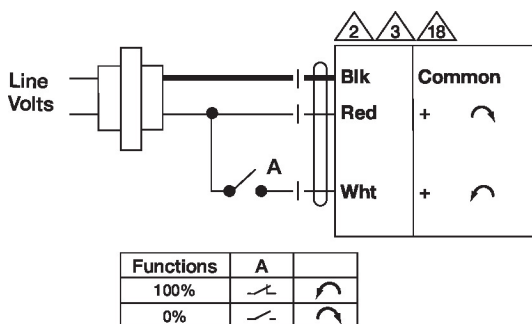 2 3 18
Line
Volts
Blk Common
Red +
A
Wht +
Functions A
100%
0%